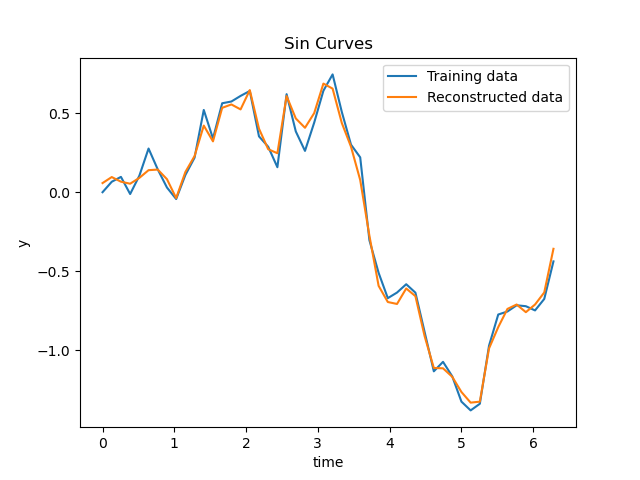 Sin Curves
Training data
Reconstructed data
0.5
0.0
−0.5
−1.0
y
0 1 2 3 4 5 6
time